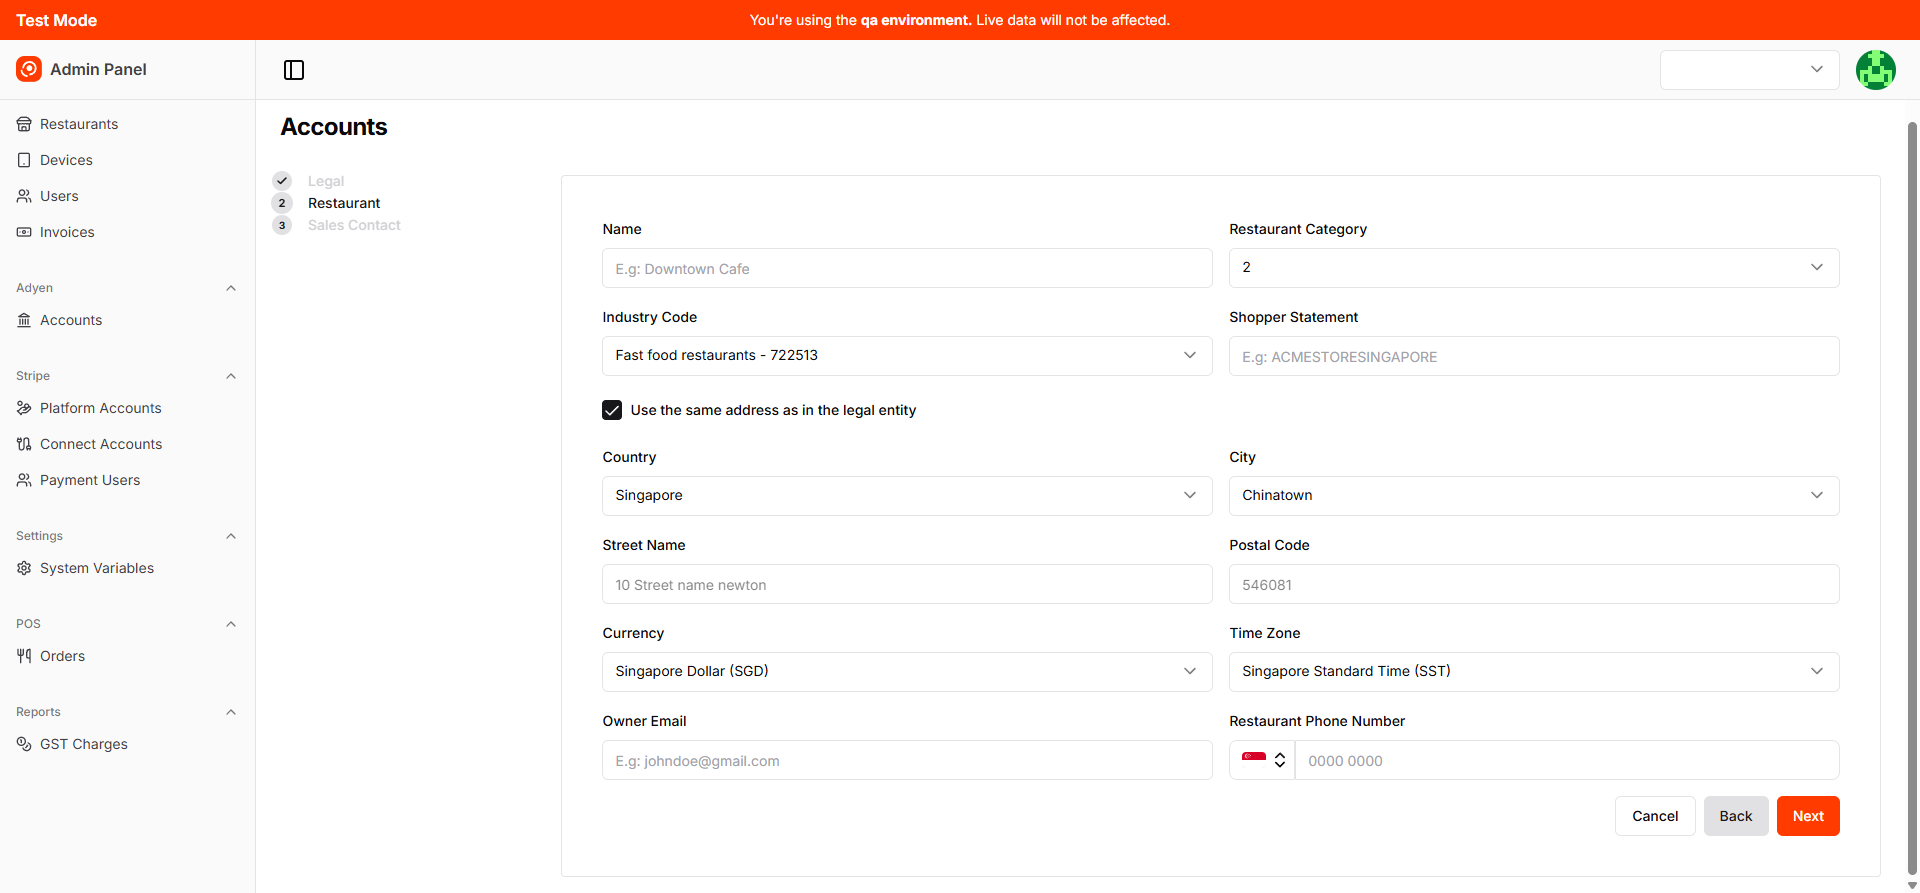 Test Mode
You're using the qa environment. Live data will not be affected.
Admin Panel
Restaurants
Devices
Users
Invoices
Adyen
Accounts
Stripe
Platform Accounts
Connect Accounts
Payment Users
Settings
System Variables
POS
Orders
Reports
GST Charges
Accounts
Legal
2 Restaurant
3 Sales Contact
Name
E.g: Downtown Cafe
Restaurant Category
2
Industry Code
Fast food restaurants - 722513
Shopper Statement
E.g: ACMESTORESINGAPORE
Use the same address as in the legal entity
Country
Singapore
City
Chinatown
Street Name
10 Street name newton
Postal Code
546081
Currency
Singapore Dollar (SGD)
Time Zone
Singapore Standard Time (SST)
Owner Email
E.g: johndoe@gmail.com
Restaurant Phone Number
0000 0000
Cancel
Back
Next